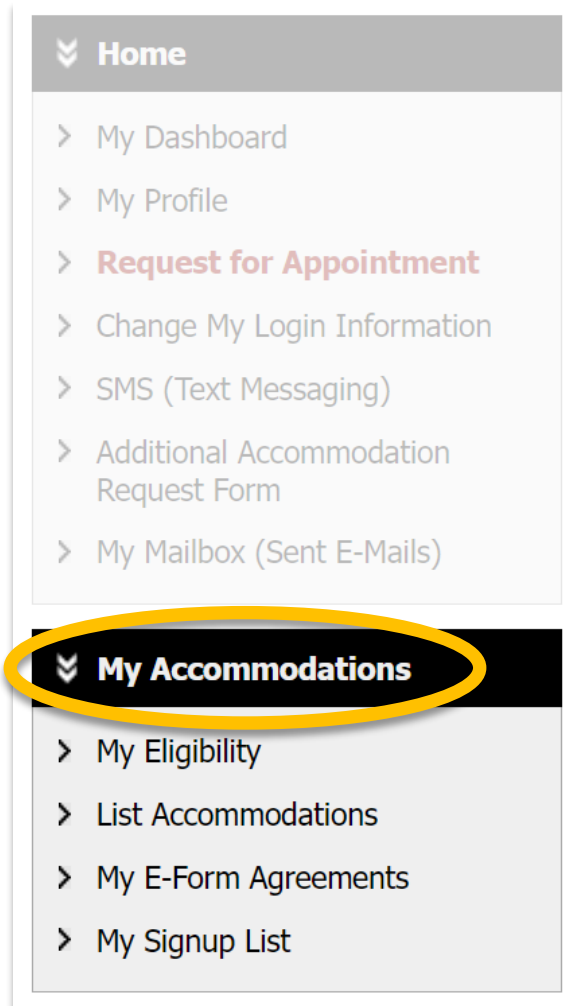 Home
My Dashboard
My Profile
Request for Appointment
Change My Login Information
SMS (Text Messaging)
Additional Accommodation
Request Form
My Mailbox (Sent E-Mails)
My Accommodations
My Eligibility
List Accommodations
My E-Form Agreements
My Signup List